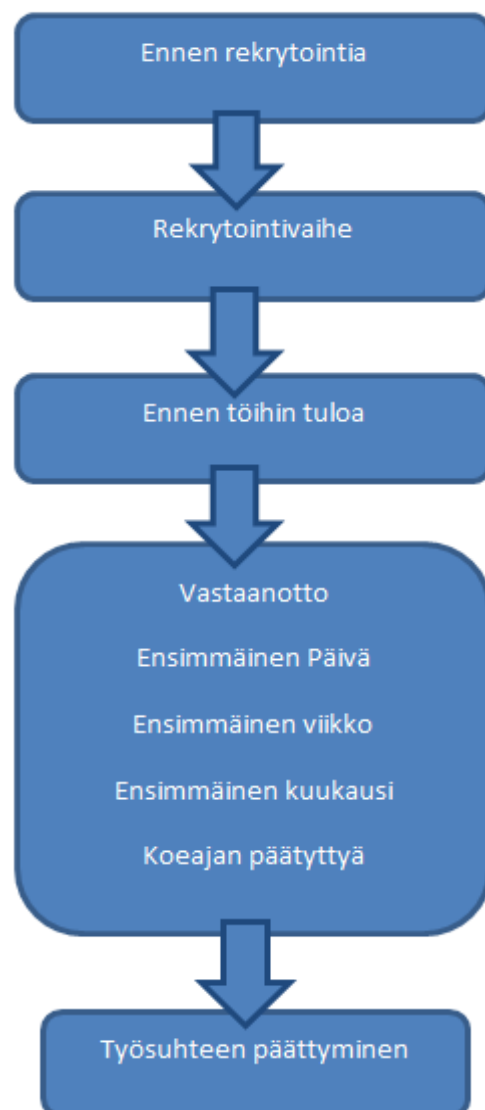 Ennen rekrytointia
Rekrytointivaihe
Ennen töihin tuloa
Vastaanotto
Ensimmäinen Päivä
Ensimmäinen viikko
Ensimmäinen kuukausi
Koeajan päätyttyä
Työsuhteen päättyminen